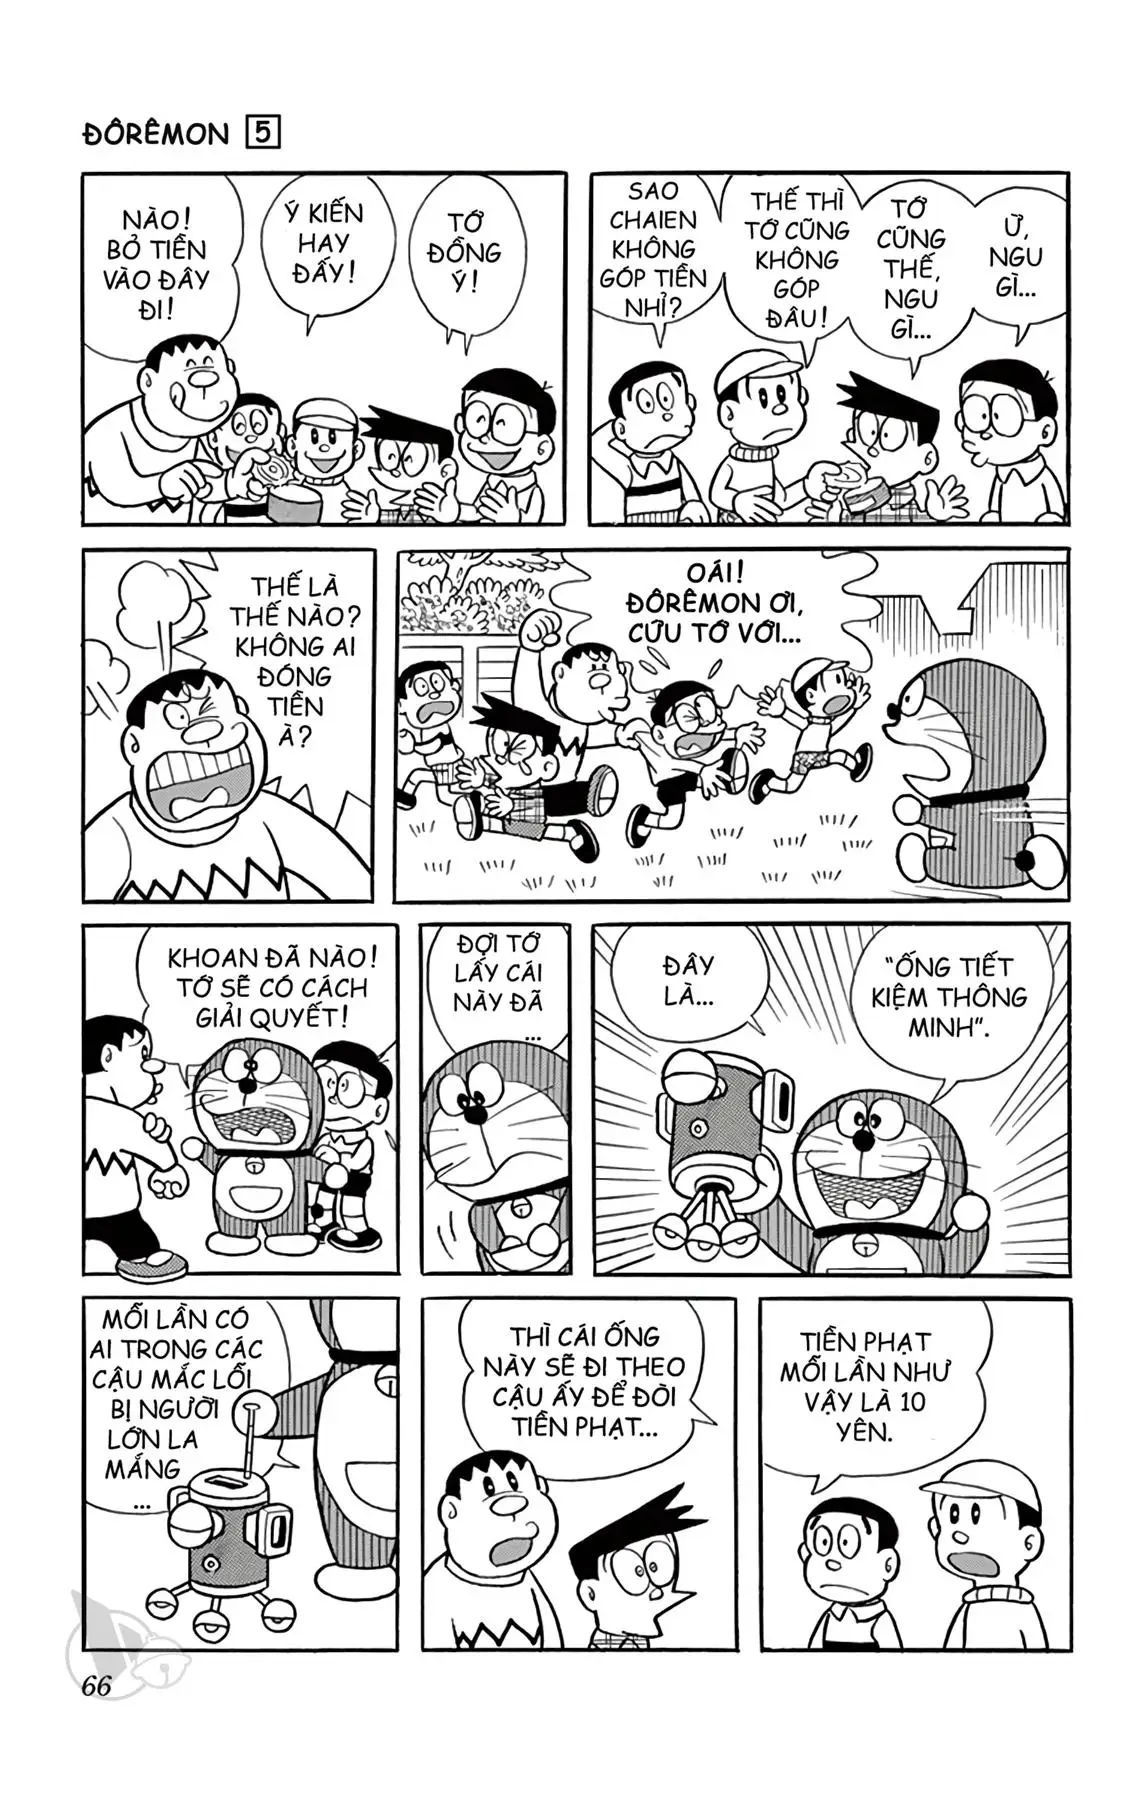 ĐÔRÊMON 5
NÀO!
BỎ TIỀN
VÀO ĐÂY
ĐI!
Ý KIẾN
HAY
ĐẤY!
TỚ
ĐỒNG
Ý!
SAO
CHAIEN
KHÔNG
GÓP TIỀN
NHỈ?
THẾ THÌ
TỚ CŨNG
KHÔNG
GÓP
ĐÂU!
TỚ
CŨNG
THẾ,
NGU
GÌ...
Ừ,
NGU
GÌ...
THẾ LÀ
THẾ NÀO?
KHÔNG AI
ĐÓNG
TIỀN
À?
OÁI!
ĐÔRÊMON ƠI,
CỨU TỚ VỚI...
KHOAN ĐÃ NÀO!
TỚ SẼ CÓ CÁCH
GIẢI QUYẾT!
ĐỢI TỚ
LẤY CÁI
NÀY ĐÃ
...
ĐÂY
LÀ...
"ỐNG TIẾT
KIỆM THÔNG
MINH".
MỖI LẦN CÓ
AI TRONG CÁC
CẬU MẮC LỖI
BỊ NGƯỜI
LỚN LA
MẮNG
...
THÌ CÁI ỐNG
NÀY SẼ ĐI THEO
CẬU ẤY ĐỂ ĐÒI
TIỀN PHẠT...
TIỀN PHẠT
MỖI LẦN NHƯ
VẬY LÀ 10
YÊN.
66